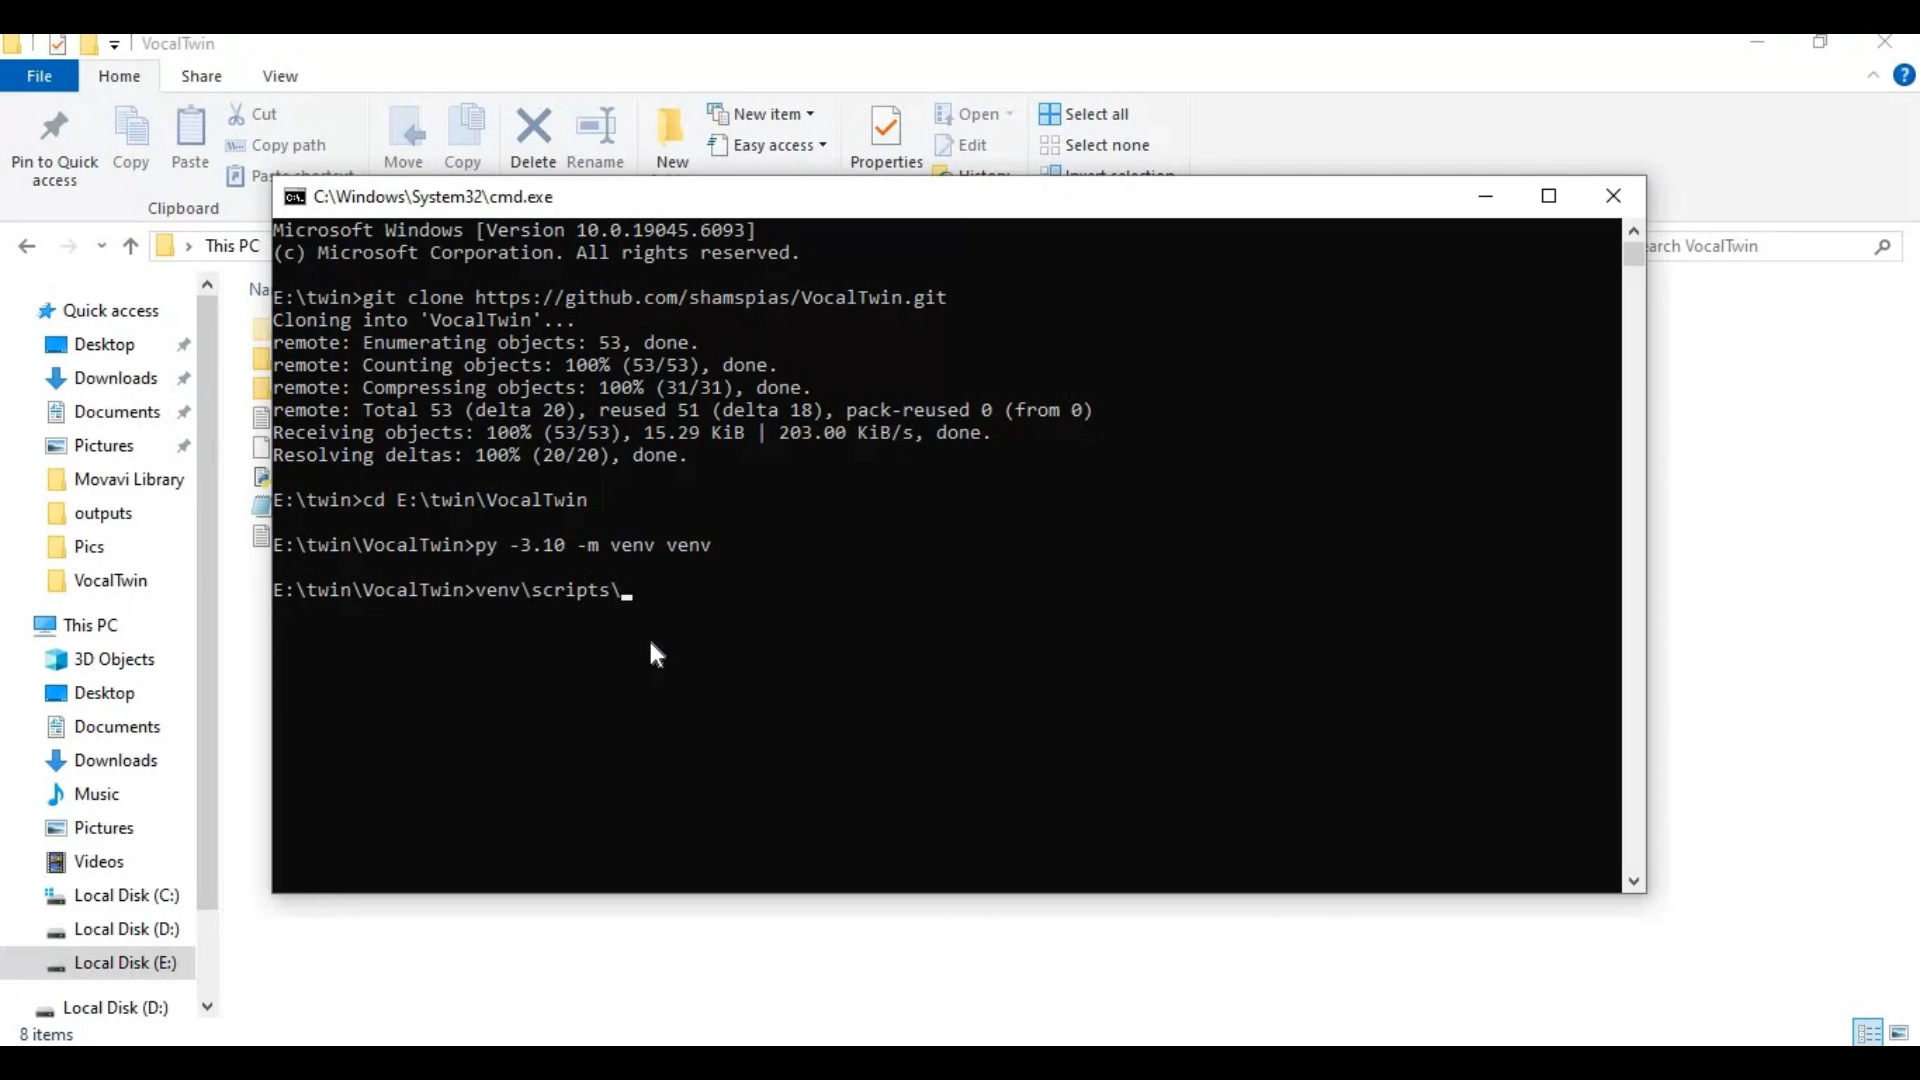 VocalTwin
File Home Share View
Cut
New item
Open
Select all
Copy path
Easy access
Edit
Select none
Pin to Quick access
Copy
Paste
Move
Copy
Delete
Rename
New
Properties
Clipboard
This PC
VocalTwin
C:\Windows\System32\cmd.exe
Microsoft Windows [Version 10.0.19045.6093]
(c) Microsoft Corporation. All rights reserved.
E:\twin>git clone https://github.com/shamspias/VocalTwin.git
Cloning into 'VocalTwin'...
remote: Enumerating objects: 53, done.
remote: Counting objects: 100% (53/53), done.
remote: Compressing objects: 100% (31/31), done.
remote: Total 53 (delta 20), reused 51 (delta 18), pack-reused 0 (from 0)
Receiving objects: 100% (53/53), 15.29 KiB | 203.00 KiB/s, done.
Resolving deltas: 100% (20/20), done.
E:\twin>cd E:\twin\VocalTwin
E:\twin\VocalTwin>py -3.10 -m venv venv
E:\twin\VocalTwin>venv\scripts\_
Quick access
Desktop
Downloads
Documents
Pictures
Movavi Library
outputs
Pics
VocalTwin
This PC
3D Objects
Desktop
Documents
Downloads
Music
Pictures
Videos
Local Disk (C:)
Local Disk (D:)
Local Disk (E:)
Local Disk (D:)
8 items